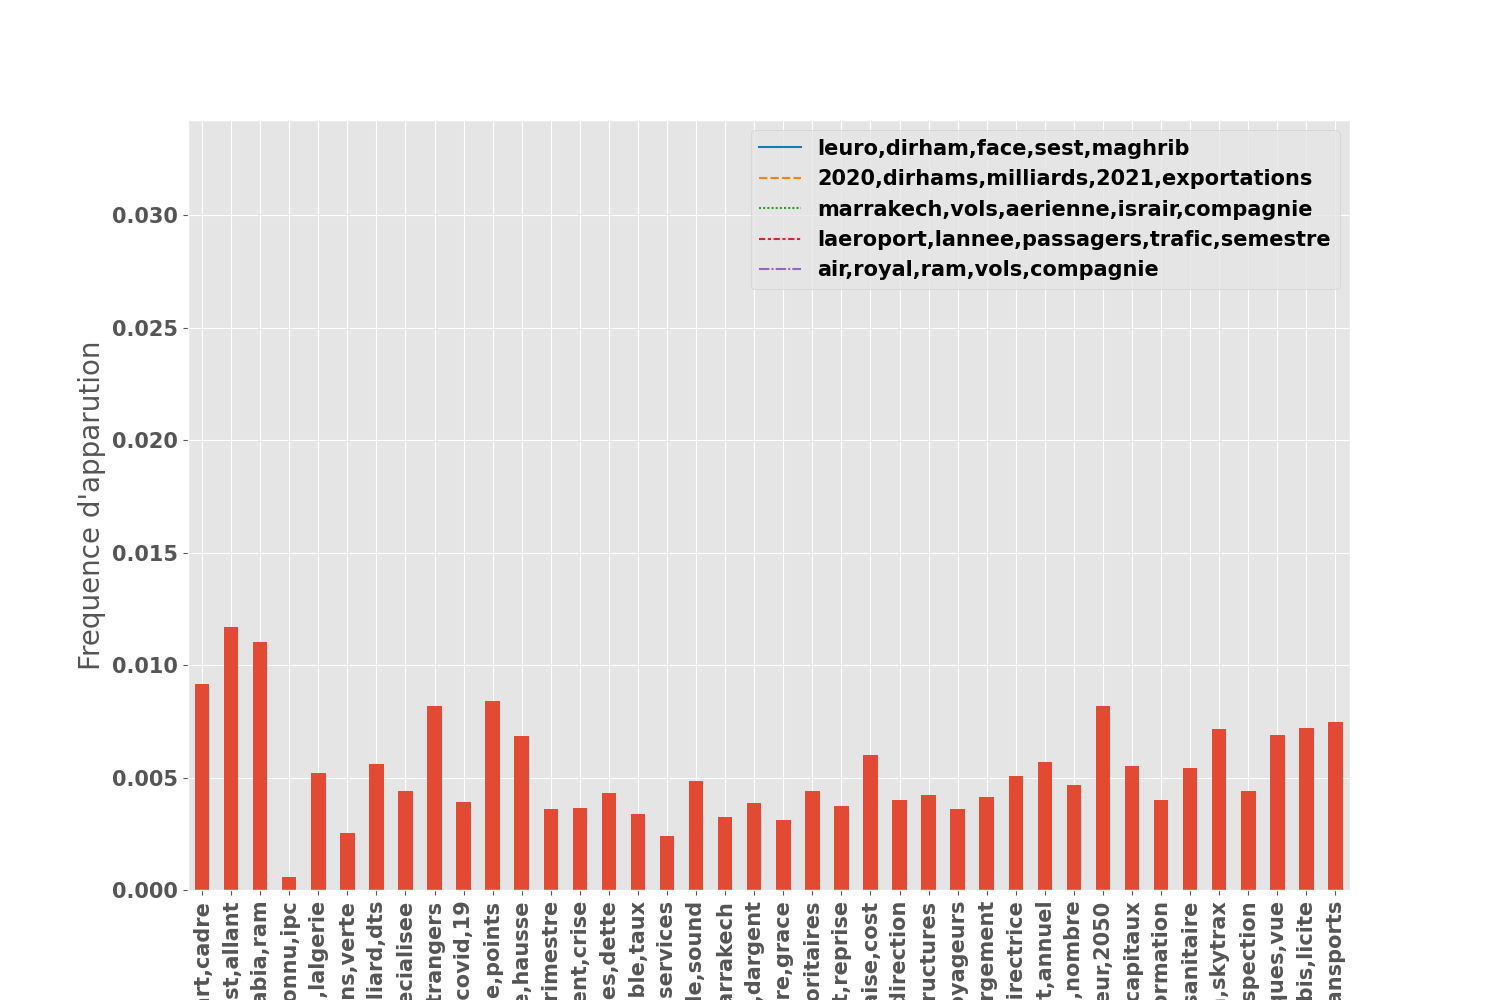 leuro,dirham,face,sest,maghrib
2020,dirhams,milliards,2021,exportations
marrakech,vols,aerienne,israir,compagnie
laeroport,lannee,passagers,trafic,semestre
air,royal,ram,vols,compagnie
Frequence d'apparution
0.030
0.025
0.020
0.015
0.010
0.005
0.000
art,cadre
st,allant
abia,ram
onnu,ipc
,lalgerie
ns,verte
liard,dts
ecialisee
trangers
covid,19
e,points
e,hausse
rimestre
ent,crise
es,dette
ble,taux
services
le,sound
arrakech
,dargent
re,grace
oritaires
t,reprise
aise,cost
direction
ructures
oyageurs
rgement
irectrice
t,annuel
,nombre
eur,2050
capitaux
ormation
sanitaire
,skytrax
spection
ques,vue
bis,licite
ansports